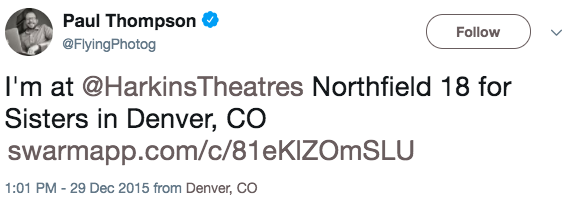 Paul Thompson
@FlyingPhotog
Follow
I'm at @HarkinsTheatres Northfield 18 for
Sisters in Denver, CO
swarmapp.com/c/81eKlZOmSLU
1:01 PM - 29 Dec 2015 from Denver, CO